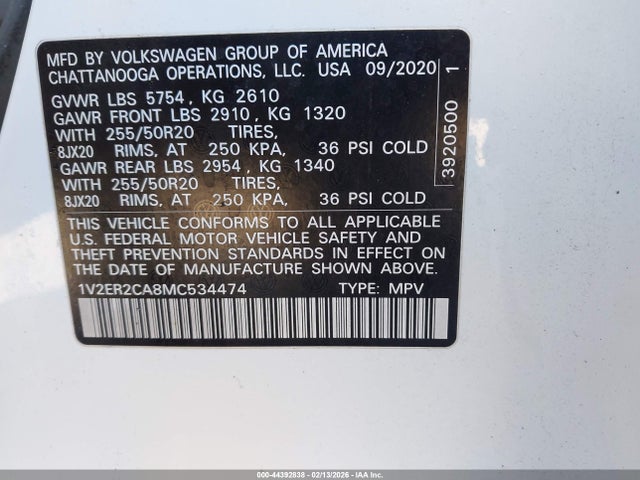 MFD BY VOLKSWAGEN GROUP OF AMERICA
CHATTANOOGA OPERATIONS, LLC. USA 09/2020
GVWR LBS 5754, KG 2610
GAWR FRONT LBS 2910, KG 1320
WITH 255/50R20 TIRES,
8JX20 RIMS, AT 250 KPA, 36 PSI COLD
GAWR REAR LBS 2954, KG 1340
WITH 255/50R20 TIRES,
8JX20 RIMS, AT 250 KPA, 36 PSI COLD
THIS VEHICLE CONFORMS TO ALL APPLICABLE
U.S. FEDERAL MOTOR VEHICLE SAFETY AND
THEFT PREVENTION STANDARDS IN EFFECT ON
THE DATE OF MANUFACTURE SHOWN ABOVE.
1V2ER2CA8MC534474 TYPE: MPV
3920500 1
000-44392838 - 02/13/2026 - IAA Inc.